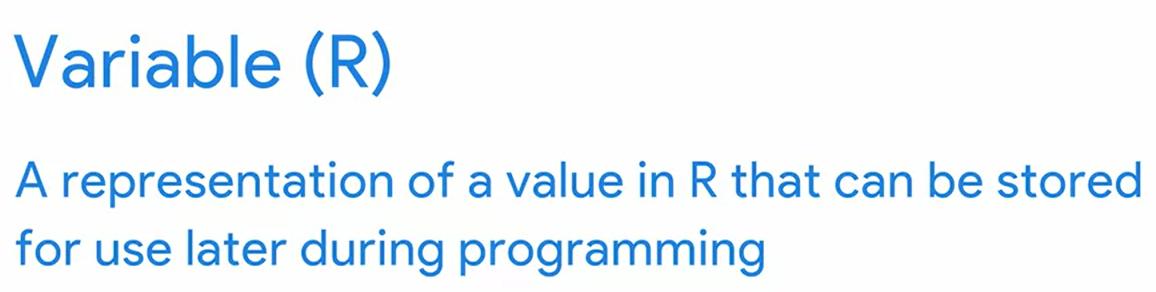 Variable (R)
A representation of a value in R that can be stored
for use later during programming